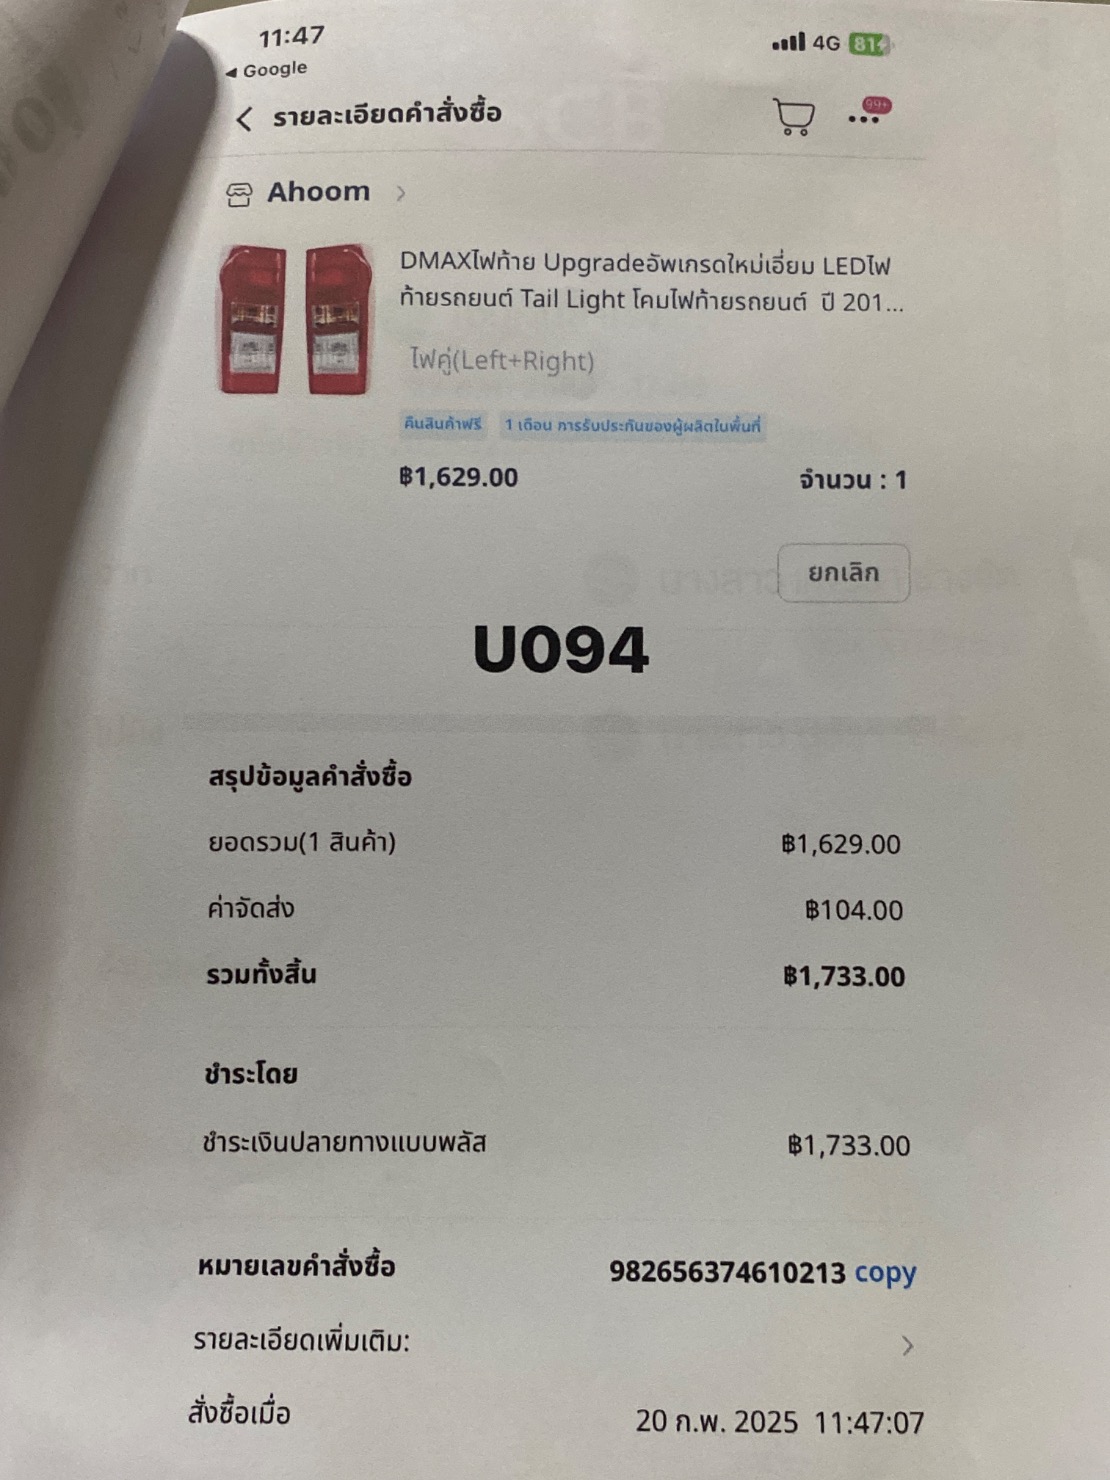 11:47
4G 81
◀ Google
รายละเอียดคำสั่งซื้อ
99+
Ahoom
DMAXไฟท้าย Upgradeอัพเกรดใหม่เอี่ยม LEDไฟ
ท้ายรถยนต์ Tail Light โคมไฟท้ายรถยนต์ ปี 201...
ไฟคู่(Left+Right)
คืนสินค้าฟรี 1 เดือน การรับประกันของผู้ผลิตในพื้นที่
฿1,629.00 จำนวน : 1
ยกเลิก
U094
สรุปข้อมูลคำสั่งซื้อ
ยอดรวม(1 สินค้า) ฿1,629.00
ค่าจัดส่ง ฿104.00
รวมทั้งสิ้น ฿1,733.00
ชำระโดย
ชำระเงินปลายทางแบบพลัส ฿1,733.00
หมายเลขคำสั่งซื้อ 982656374610213 copy
รายละเอียดเพิ่มเติม:
สั่งซื้อเมื่อ 20 ก.พ. 2025 11:47:07